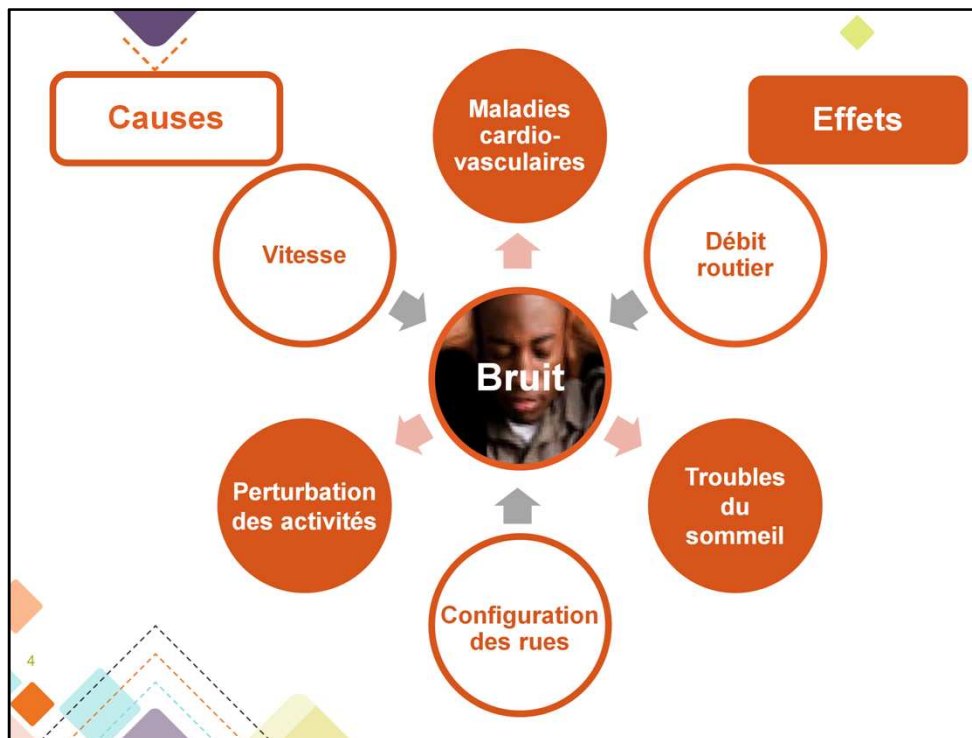 Causes
Effets
Maladies
cardio-
vasculaires
Vitesse
Débit
routier
Bruit
Perturbation
des activités
Troubles
du
sommeil
Configuration
des rues
4